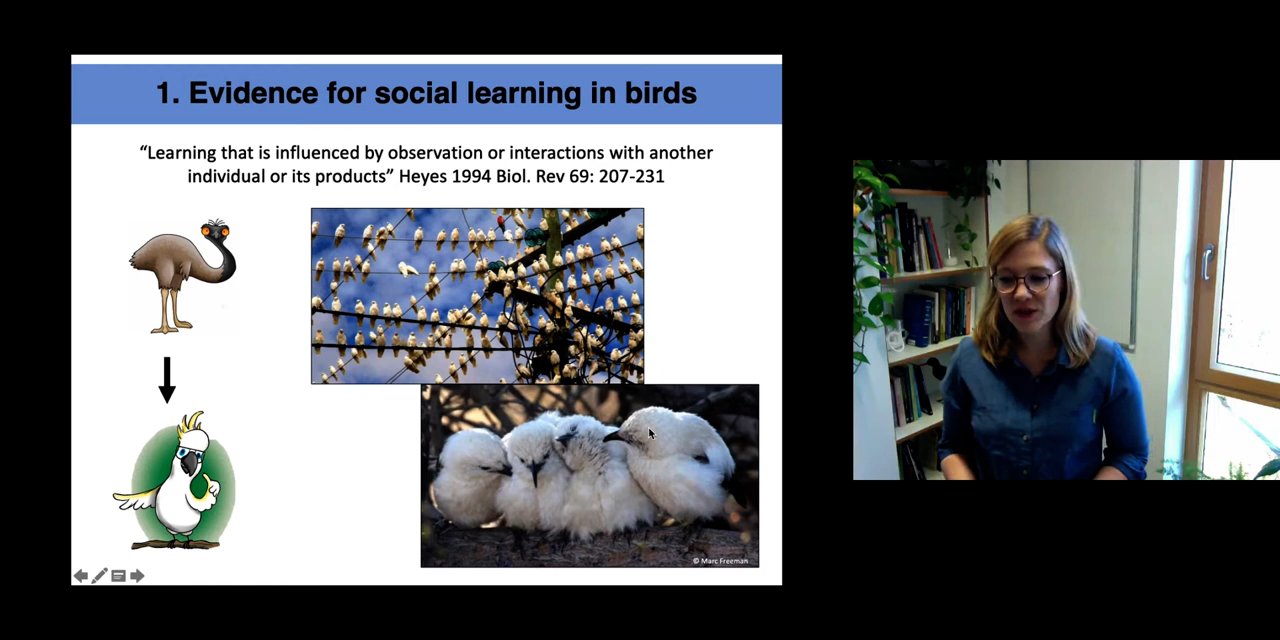 1. Evidence for social learning in birds
“Learning that is influenced by observation or interactions with another
individual or its products” Heyes 1994 Biol. Rev 69: 207-231
© Marc Freeman